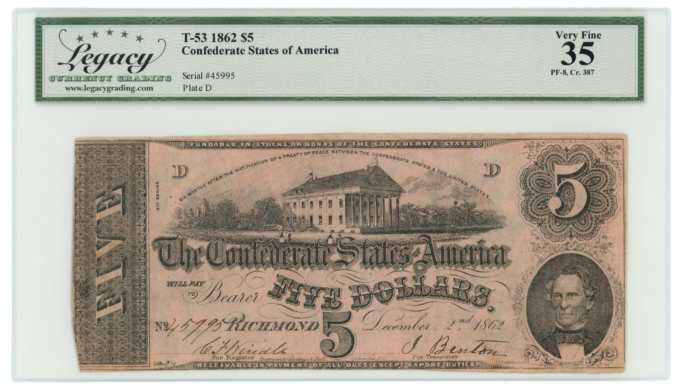 Legacy
CURRENCY GRADING
www.legacygrading.com
T-53 1862 $5
Confederate States of America
Serial #45995
Plate D
Very Fine
35
PF-8, Cr. 387
FUNDABLE IN STOCKS OR BONDS OF THE CONFEDERATE STATES
SIX MONTHS AFTER THE RATIFICATION OF A TREATY OF PEACE BETWEEN THE CONFEDERATE STATES & THE UNITED STATES
D
D
5
FIVE
The Confederate States of America
WILL PAY
TO
Bearer FIVE DOLLARS.
No 45995 RICHMOND 5 December, 2nd 1862
J. Benton
For Register
For Treasurer
RECEIVABLE IN PAYMENT OF ALL DUES EXCEPT EXPORT DUTIES